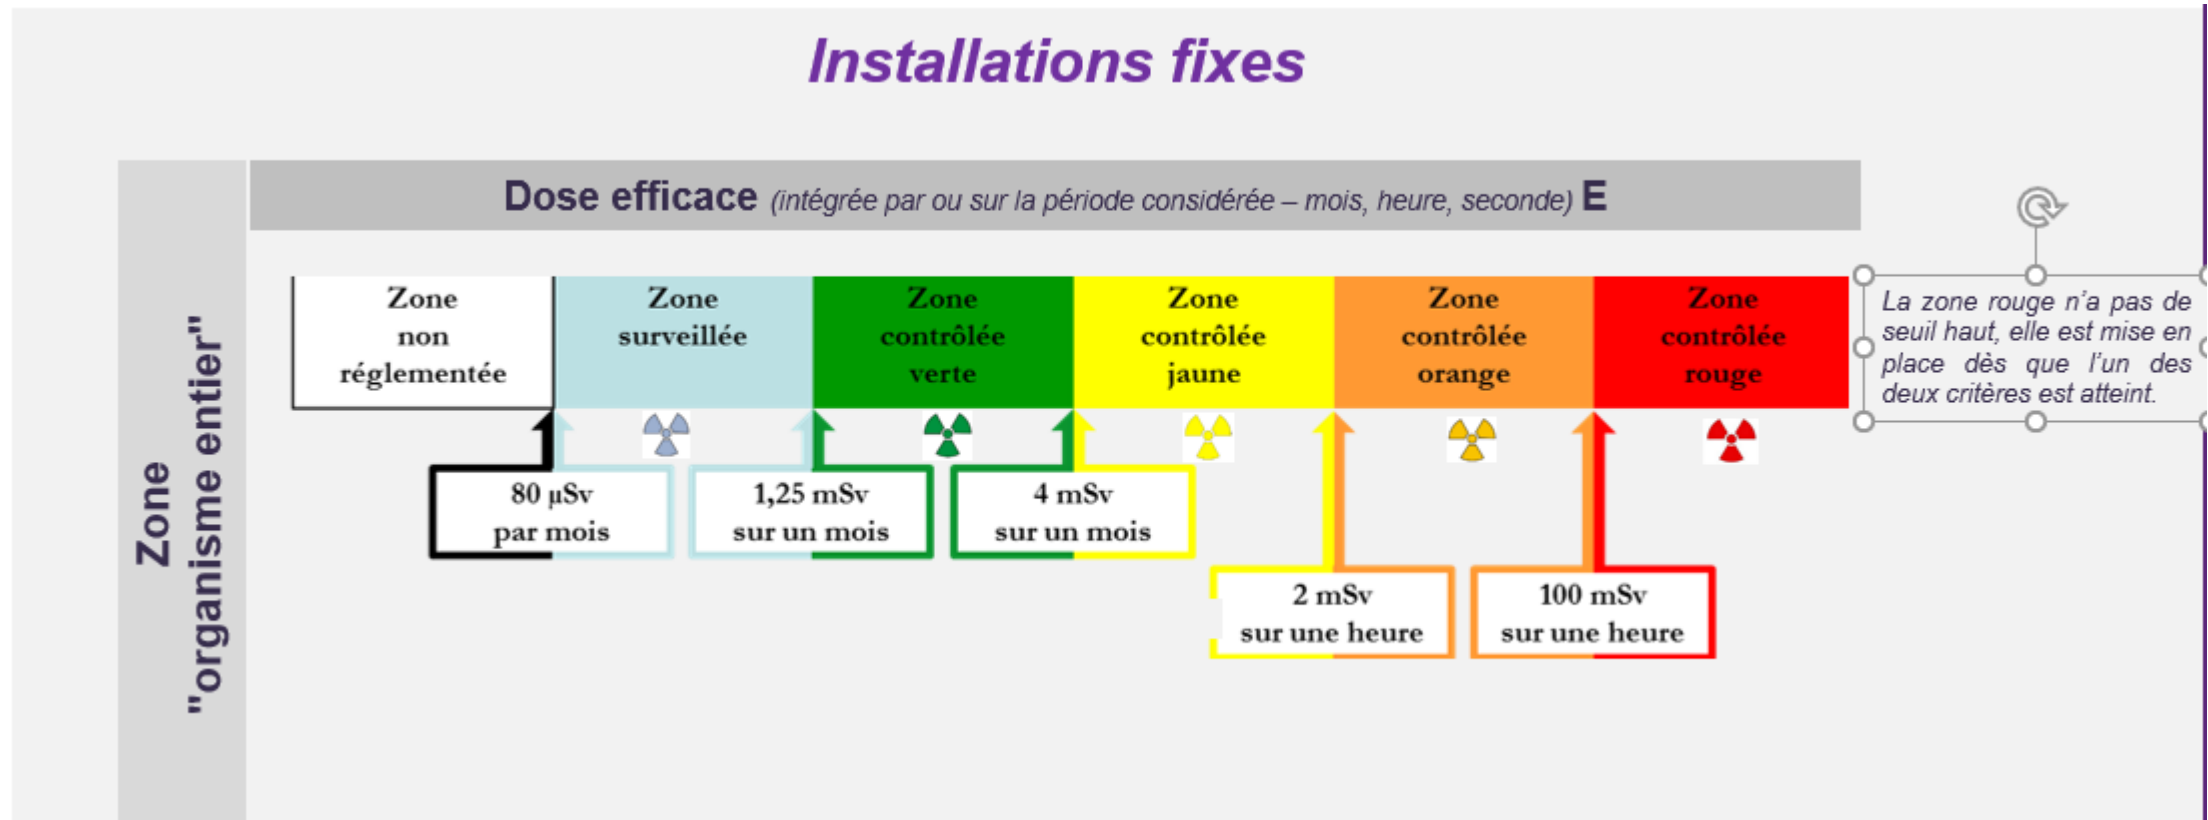 Installations fixes
Dose efficace (intégrée par ou sur la période considérée – mois, heure, seconde) E
Zone
"organisme entier"
Zone
non
réglementée
Zone
surveillée
Zone
contrôlée
verte
Zone
contrôlée
jaune
Zone
contrôlée
orange
Zone
contrôlée
rouge
La zone rouge n'a pas de
seuil haut, elle est mise en
place dès que l'un des
deux critères est atteint.
80 µSv
par mois
1,25 mSv
sur un mois
4 mSv
sur un mois
2 mSv
sur une heure
100 mSv
sur une heure